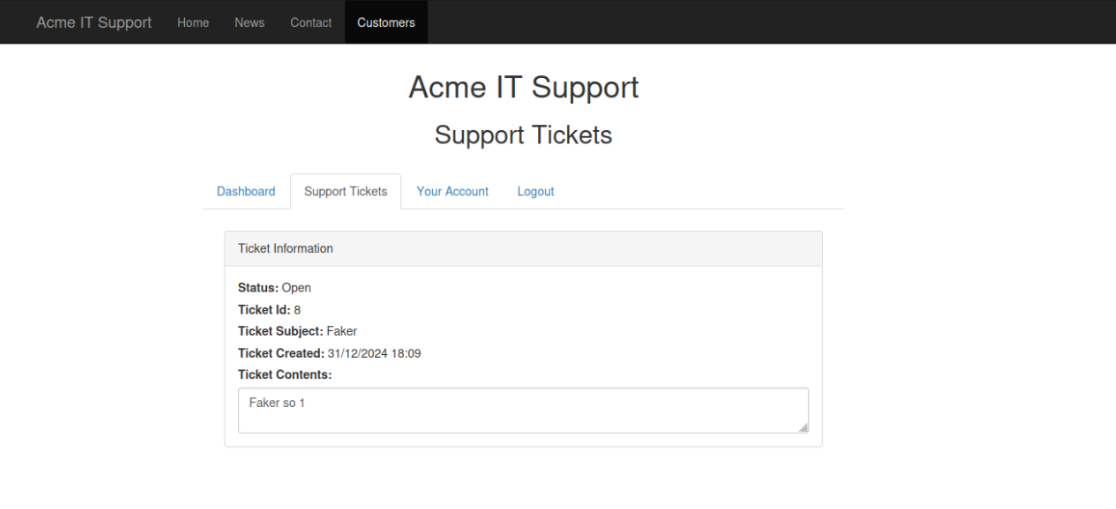 Acme IT Support Home News Contact Customers
Acme IT Support
Support Tickets
Dashboard Support Tickets Your Account Logout
Ticket Information
Status: Open
Ticket Id: 8
Ticket Subject: Faker
Ticket Created: 31/12/2024 18:09
Ticket Contents:
Faker so 1